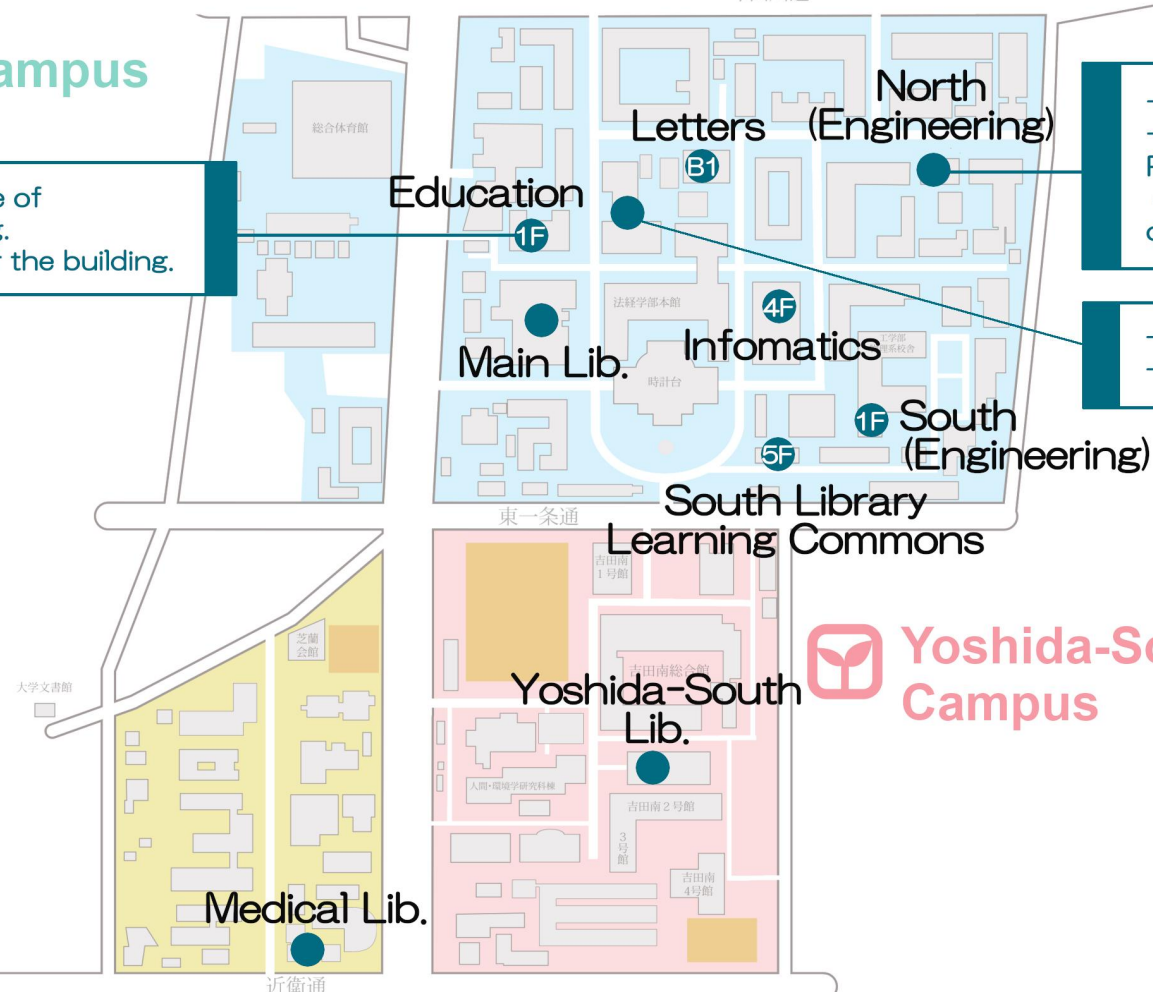 ampus
総合体育館
e of
g.
r the building.
Education
1F
Letters
B1
North
(Engineering)
Main Lib.
法経学部本館
時計台
4F
Infomatics
工学部
1F
South
(Engineering)
5F
South Library
Learning Commons
東一条通
吉田南
1号館
芝蘭
会館
大学文書館
吉田南総合館
Yoshida-South
Lib.
Yoshida-So
Campus
人間・環境学研究科棟
吉田南2号館
3
号
館
吉田南
4号館
Medical Lib.
近衛通